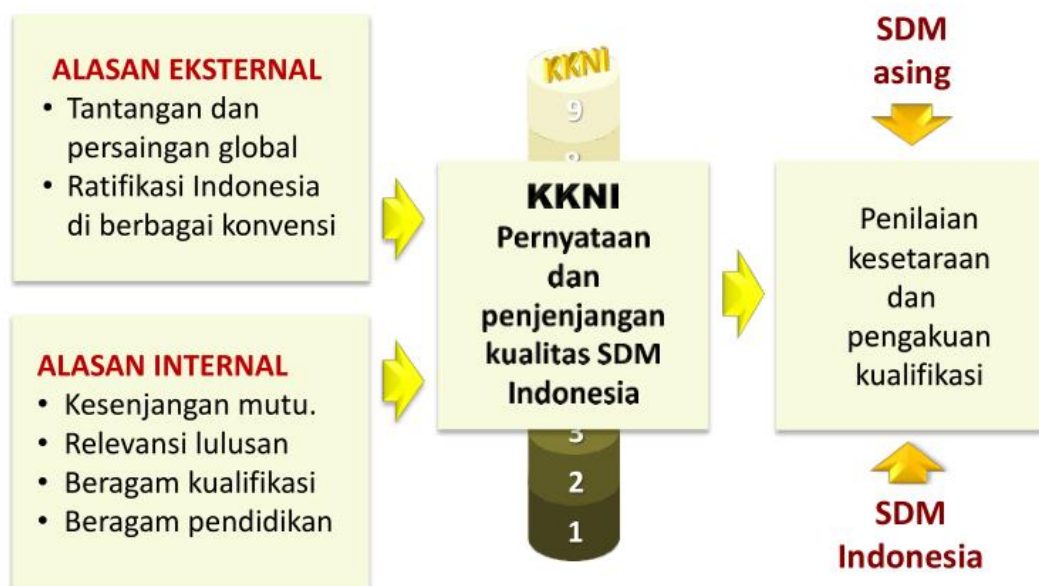 ALASAN EKSTERNAL
• Tantangan dan
persaingan global
• Ratifikasi Indonesia
di berbagai konvensi
ALASAN INTERNAL
• Kesenjangan mutu.
• Relevansi lulusan
• Beragam kualifikasi
• Beragam pendidikan
KKNI
9
8
KKNI
Pernyataan
dan
penjenjangan
kualitas SDM
Indonesia
3
2
1
SDM
asing
Penilaian
kesetaraan
dan
pengakuan
kualifikasi
SDM
Indonesia